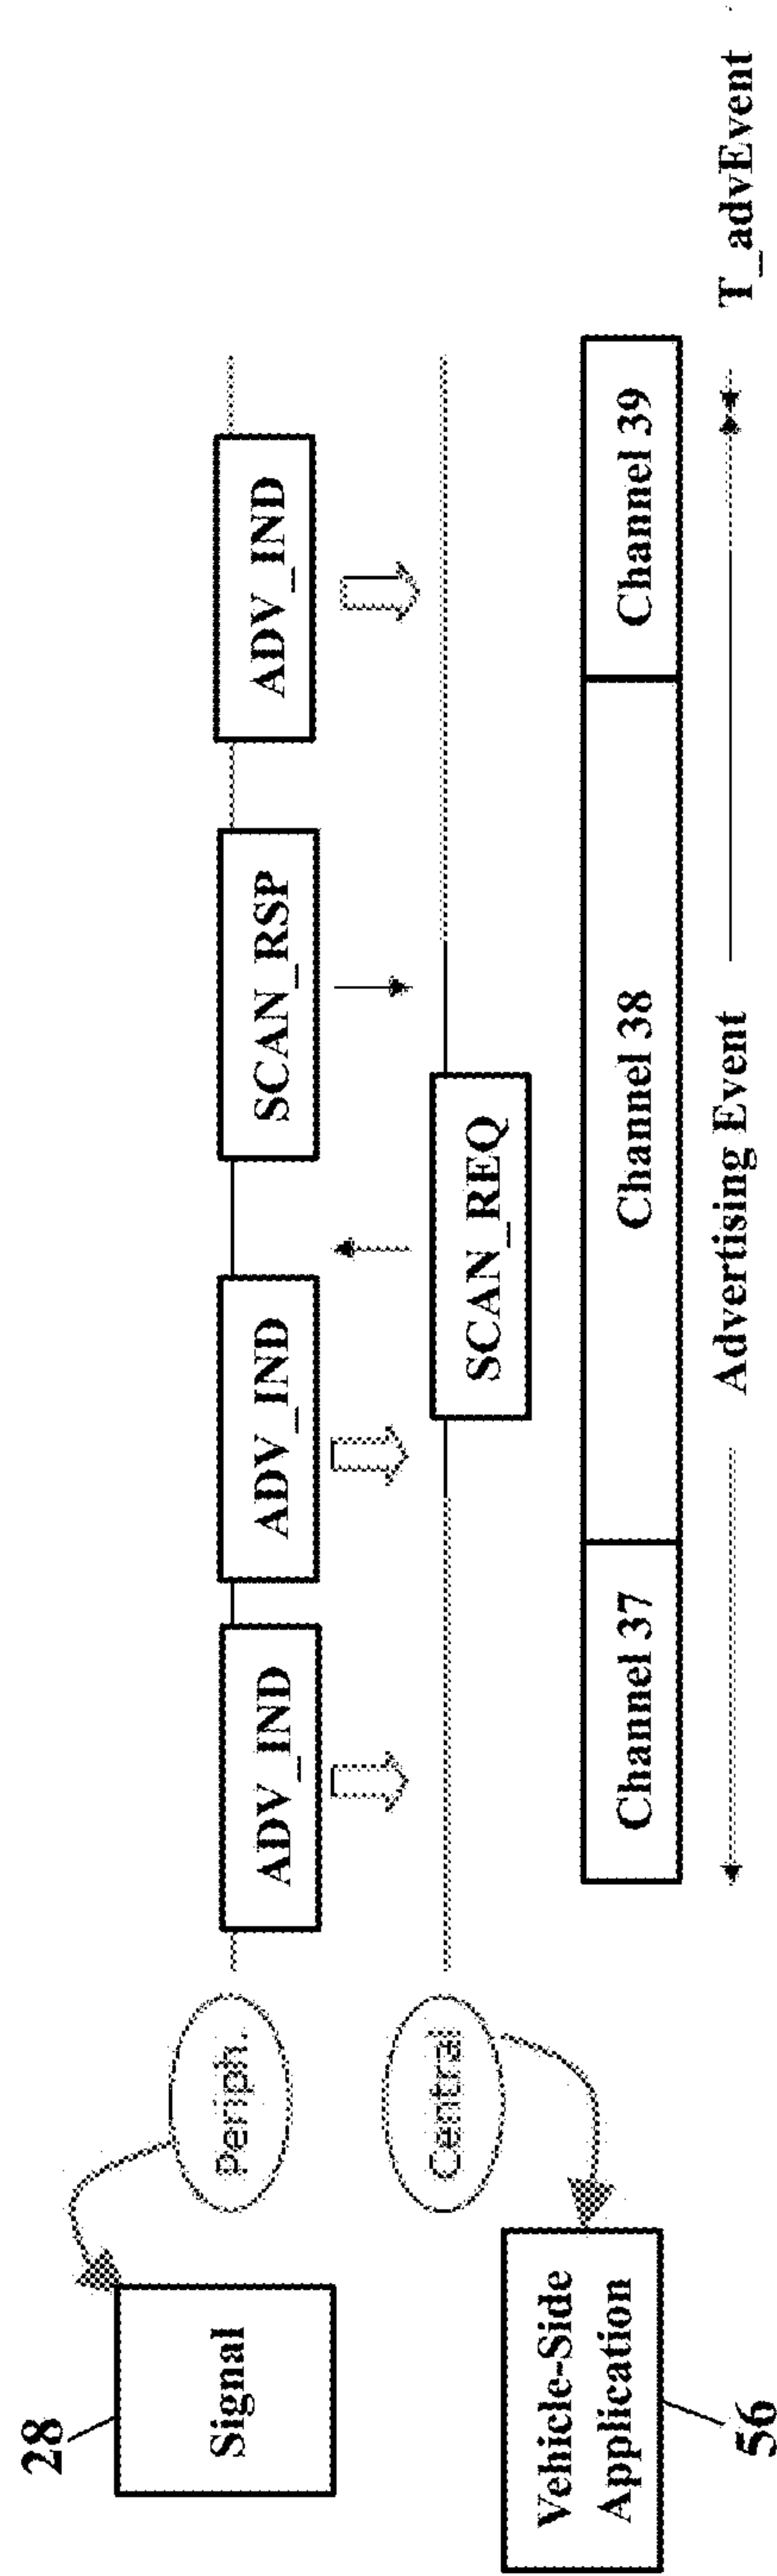 28
Signal
Periph.
ADV_IND
ADV_IND
SCAN_RSP
ADV_IND
Central
SCAN_REQ
Vehicle-Side
Application
56
Channel 37
Channel 38
Channel 39
Advertising Event
T_advEvent